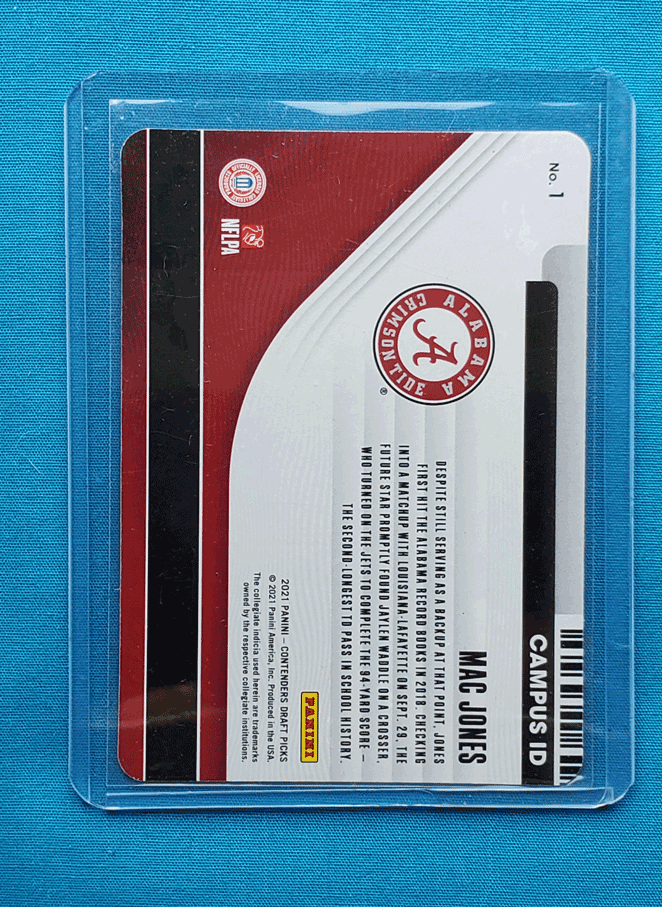 No. 1
CAMPUS ID
ALABAMA
CRIMSON TIDE
®
MAC JONES
DESPITE STILL SERVING AS A BACKUP AT THAT POINT, JONES
FIRST HIT THE ALABAMA RECORD BOOKS IN 2018. CHECKING
INTO A MATCHUP WITH LOUISIANA-LAFAYETTE ON SEPT. 29, THE
FUTURE STAR PROMPTLY FOUND JAYLEN WADDLE ON A CROSSER,
WHO TURNED ON THE JETS TO COMPLETE THE 94-YARD SCORE –
THE SECOND-LONGEST TD PASS IN SCHOOL HISTORY.
OFFICIALLY LICENSED
COLLEGIATE PRODUCTS
NFLPA
2021 PANINI – CONTENDERS DRAFT PICKS
© 2021 Panini America, Inc. Produced in the USA.
The collegiate indicia used herein are trademarks
owned by the respective collegiate institutions.
PANINI